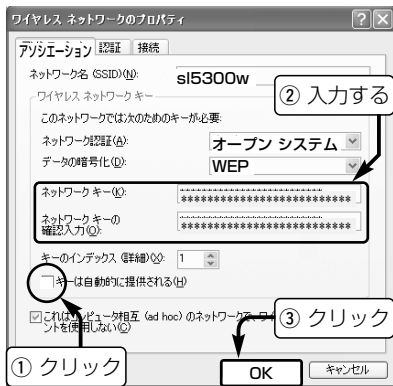 ワイヤレス ネットワークのプロパティ
アソシエーション 認証 接続
ネットワーク名 (SSID)(N): sl5300w
ワイヤレス ネットワーク キー
② 入力する
このネットワークでは次のためのキーが必要:
ネットワーク認証(A): オープン システム
データの暗号化(D): WEP
ネットワーク キー(K): **************************
ネットワーク キーの
確認入力(O): **************************
キーのインデックス (詳細)(X): 1
キーは自動的に提供される(H)
これはコンピュータ相互 (ad hoc) のネットワークで、ワイ
ントを使用しない(C)
③ クリック
① クリック
OK キャンセル